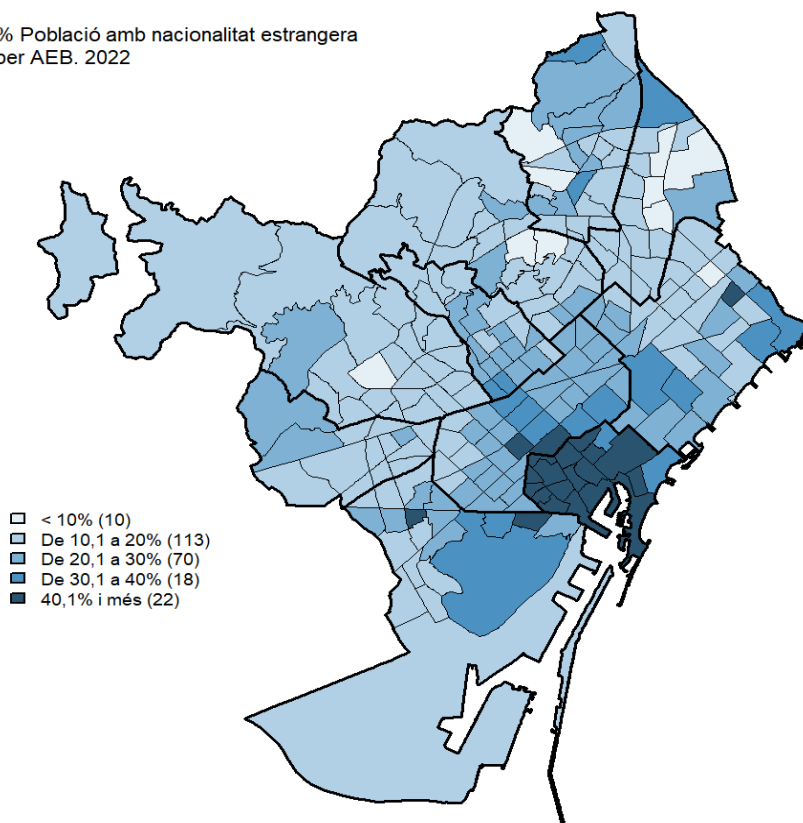 % Població amb nacionalitat estrangera
per AEB. 2022
< 10% (10)
De 10,1 a 20% (113)
De 20,1 a 30% (70)
De 30,1 a 40% (18)
40,1% i més (22)